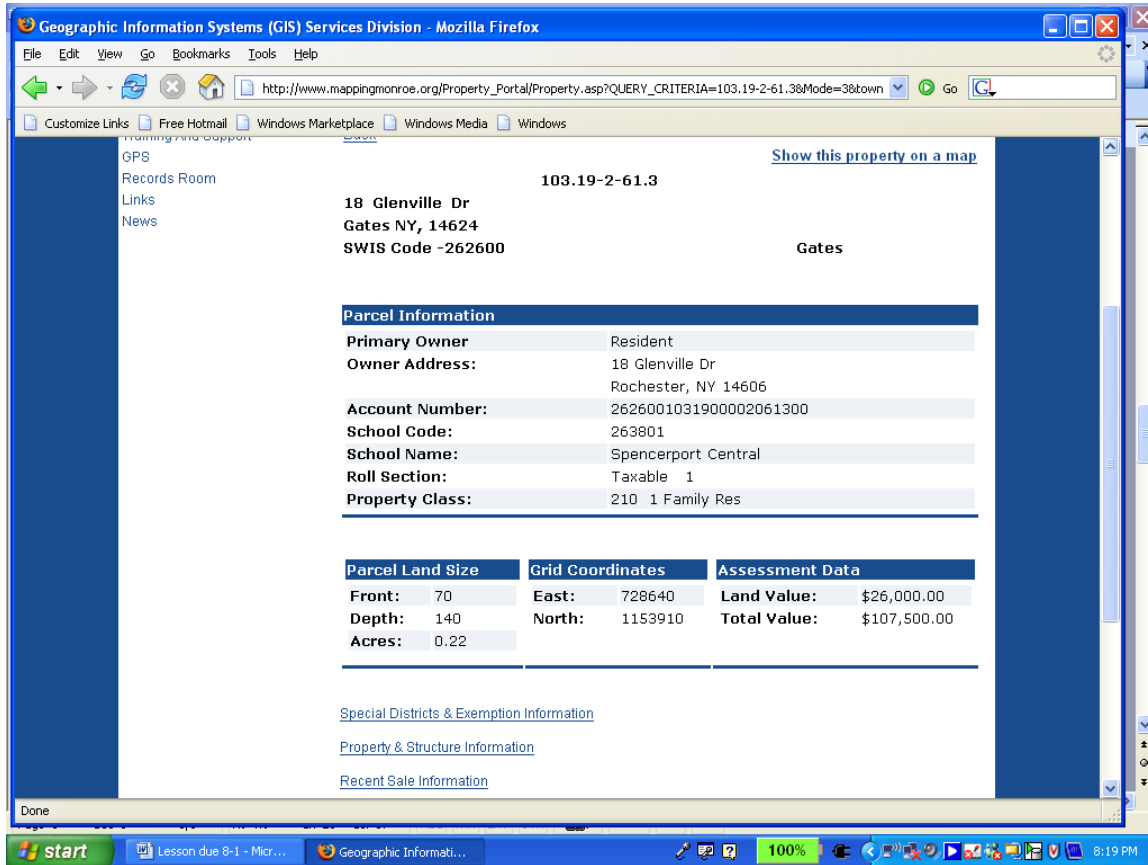 Geographic Information Systems (GIS) Services Division - Mozilla Firefox
File Edit View Go Bookmarks Tools Help
http://www.mappingmonroe.org/Property_Portal/Property.asp?QUERY_CRITERIA=103.19-2-61.3&Mode=3&town Go G
Customize Links Free Hotmail Windows Marketplace Windows Media Windows
Training And Support Back
GPS Show this property on a map
Records Room 103.19-2-61.3
Links 18 Glenville Dr
News Gates NY, 14624
SWIS Code -262600 Gates
Parcel Information
Primary Owner Resident
Owner Address: 18 Glenville Dr
Rochester, NY 14606
Account Number: 2626001031900002061300
School Code: 263801
School Name: Spencerport Central
Roll Section: Taxable 1
Property Class: 210 1 Family Res
Parcel Land Size Grid Coordinates Assessment Data
Front: 70 East: 728640 Land Value: $26,000.00
Depth: 140 North: 1153910 Total Value: $107,500.00
Acres: 0.22
Special Districts & Exemption Information
Property & Structure Information
Recent Sale Information
Done
start Lesson due 8-1 - Micr... Geographic Informati... 100% 8:19 PM